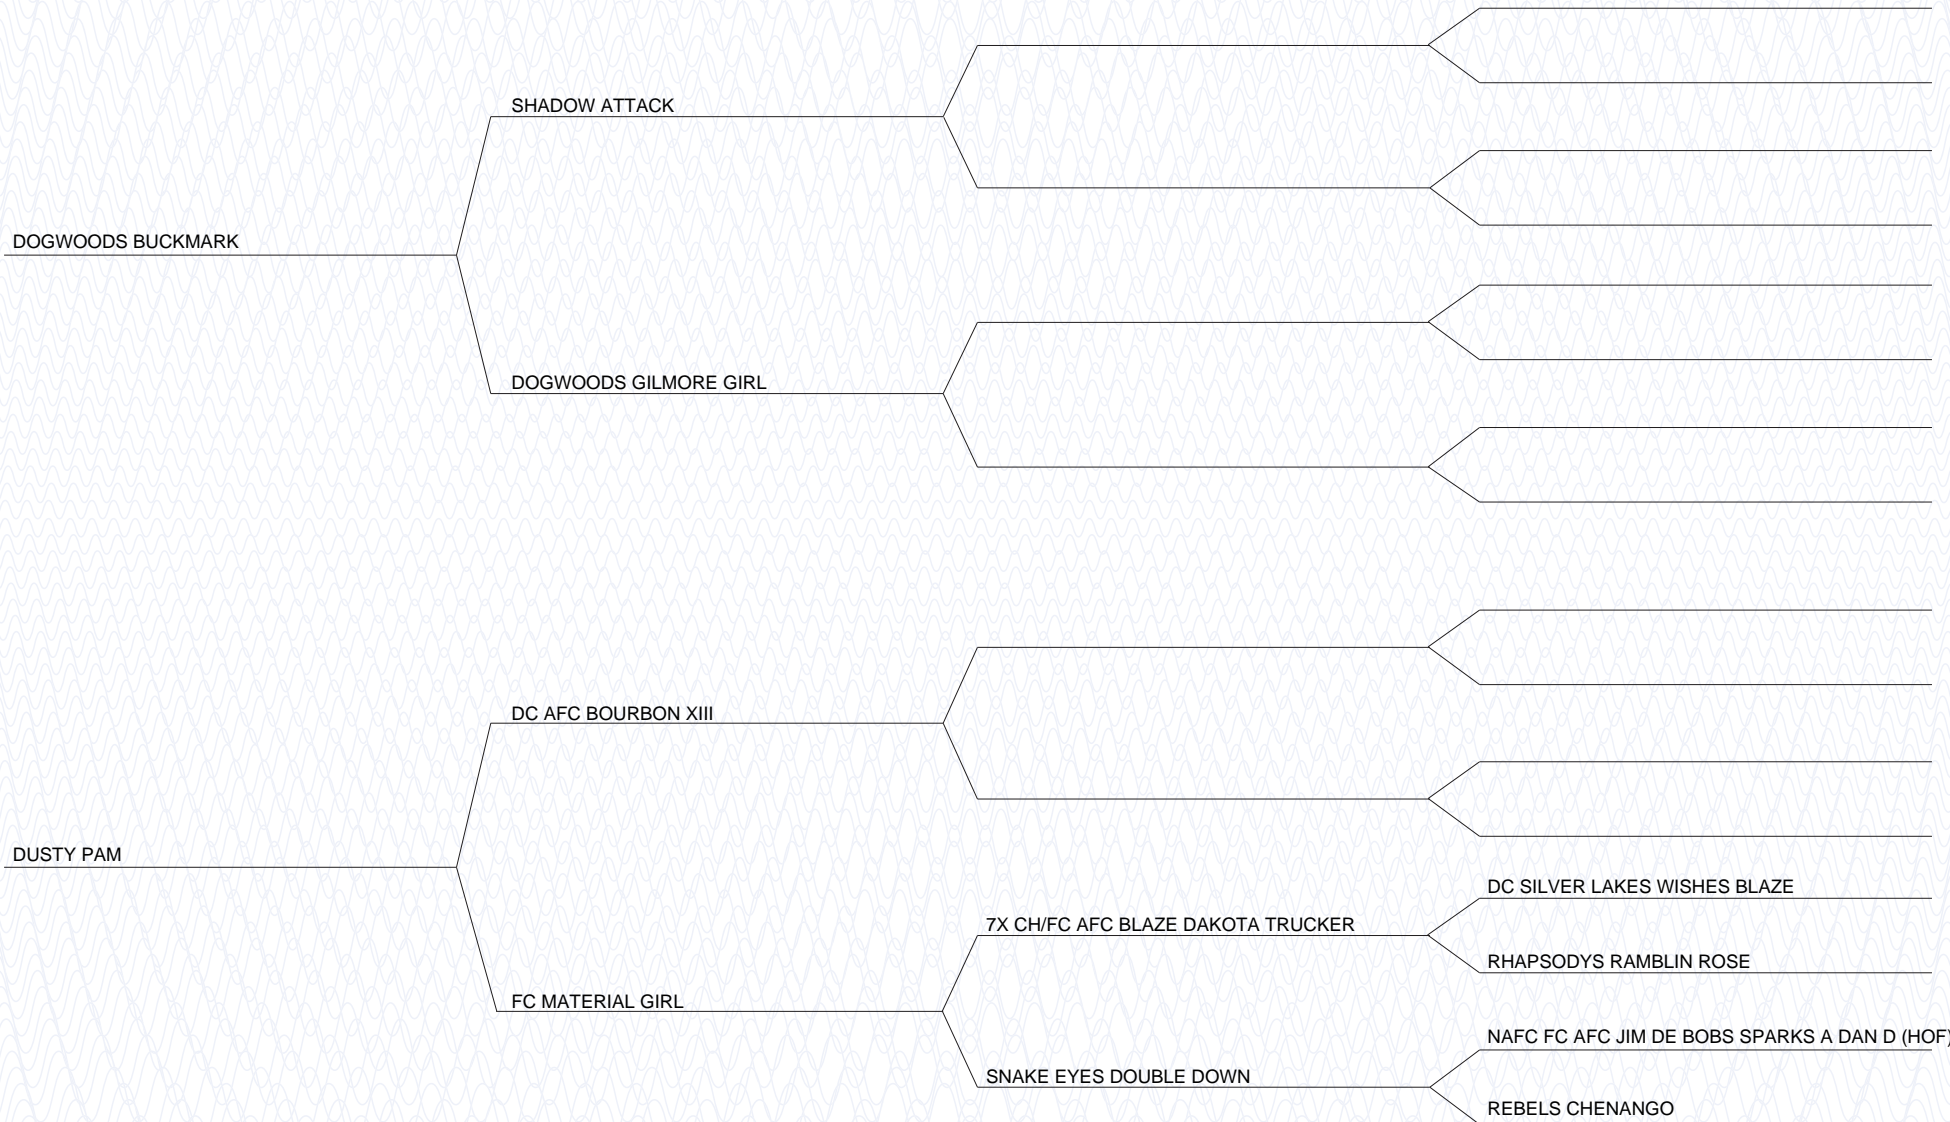 SHADOW ATTACK
DOGWOODS BUCKMARK
DOGWOODS GILMORE GIRL
DC AFC BOURBON XIII
DUSTY PAM
DC SILVER LAKES WISHES BLAZE
7X CH/FC AFC BLAZE DAKOTA TRUCKER
RHAPSODYS RAMBLIN ROSE
FC MATERIAL GIRL
NAFC FC AFC JIM DE BOBS SPARKS A DAN D (HOF)
SNAKE EYES DOUBLE DOWN
REBELS CHENANGO